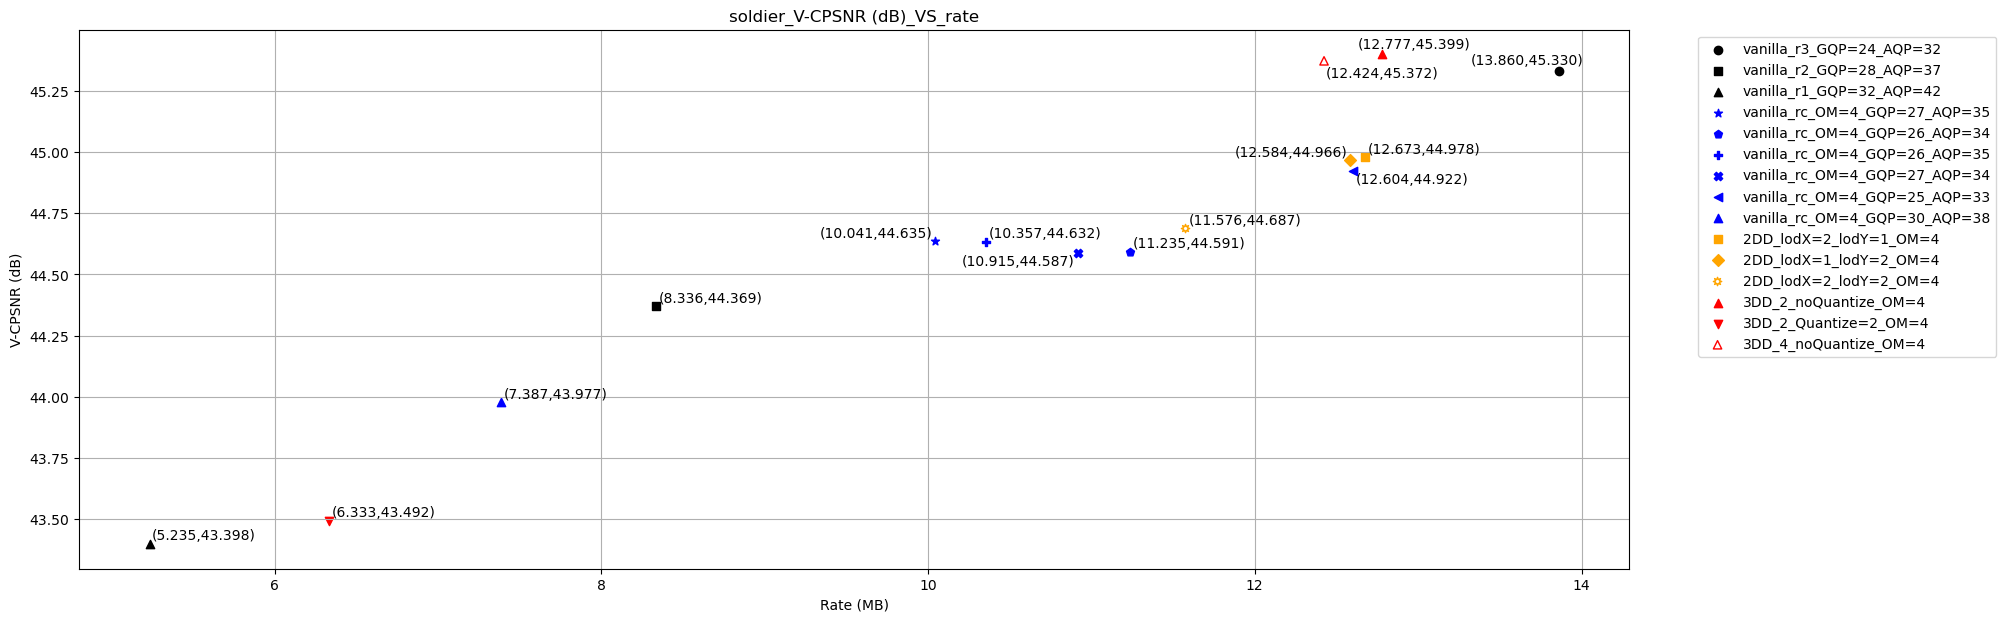 soldier_V-CPSNR (dB)_VS_rate
V-CPSNR (dB)
45.25
45.00
44.75
44.50
44.25
44.00
43.75
43.50
(12.777,45.399)
(13.860,45.330)
(12.424,45.372)
(12.584,44.966)
(12.673,44.978)
(12.604,44.922)
(11.576,44.687)
(10.041,44.635)
(10.357,44.632)
(11.235,44.591)
(10.915,44.587)
(8.336,44.369)
(7.387,43.977)
(6.333,43.492)
(5.235,43.398)
6
8
10
12
14
Rate (MB)
vanilla_r3_GQP=24_AQP=32
vanilla_r2_GQP=28_AQP=37
vanilla_r1_GQP=32_AQP=42
vanilla_rc_OM=4_GQP=27_AQP=35
vanilla_rc_OM=4_GQP=26_AQP=34
vanilla_rc_OM=4_GQP=26_AQP=35
vanilla_rc_OM=4_GQP=27_AQP=34
vanilla_rc_OM=4_GQP=25_AQP=33
vanilla_rc_OM=4_GQP=30_AQP=38
2DD_lodX=2_lodY=1_OM=4
2DD_lodX=1_lodY=2_OM=4
2DD_lodX=2_lodY=2_OM=4
3DD_2_noQuantize_OM=4
3DD_2_Quantize=2_OM=4
3DD_4_noQuantize_OM=4